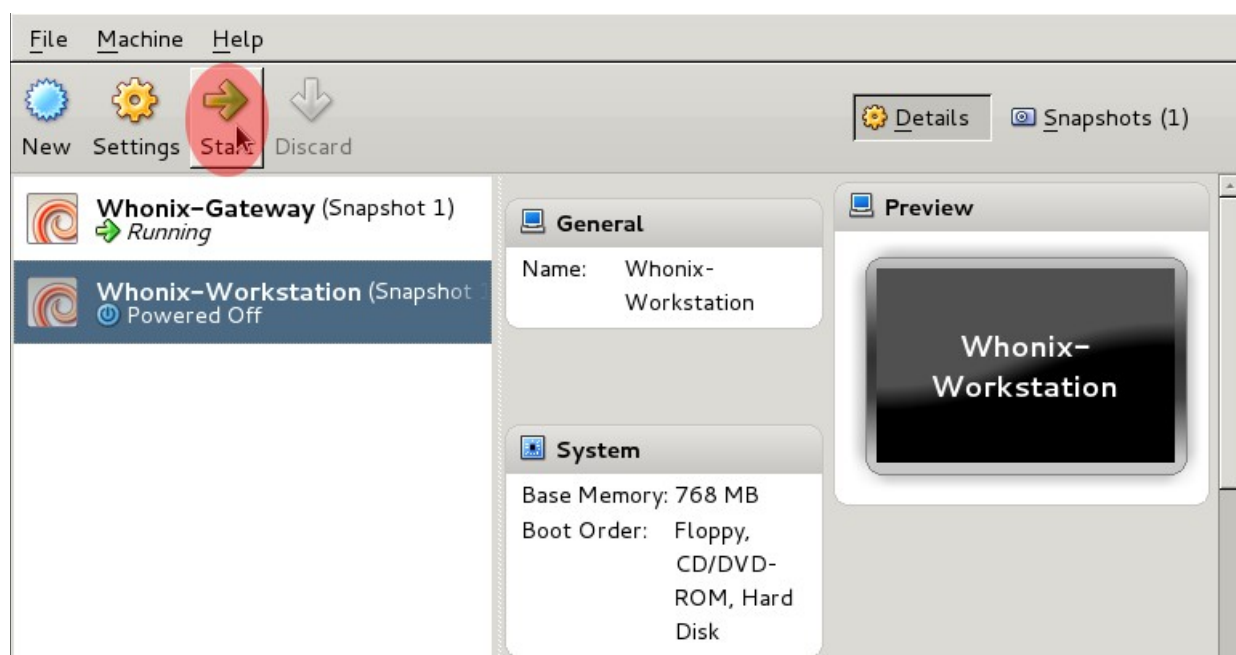 File Machine Help
New Settings Start Discard
Details Snapshots (1)
Whonix-Gateway (Snapshot 1)
Running
Whonix-Workstation (Snapshot
Powered Off
General
Name: Whonix-
Workstation
System
Base Memory: 768 MB
Boot Order: Floppy,
CD/DVD-
ROM, Hard
Disk
Preview
Whonix-
Workstation